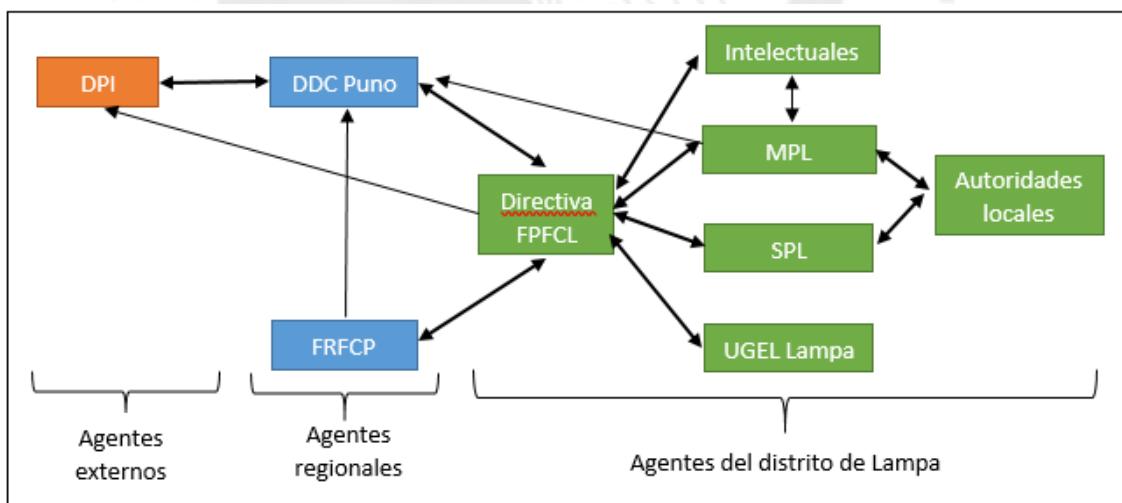 DPI
DDC Puno
Intelectuales
MPL
Autoridades
locales
Directiva
FPFCL
SPL
FRFCP
UGEL Lampa
Agentes
externos
Agentes
regionales
Agentes del distrito de Lampa